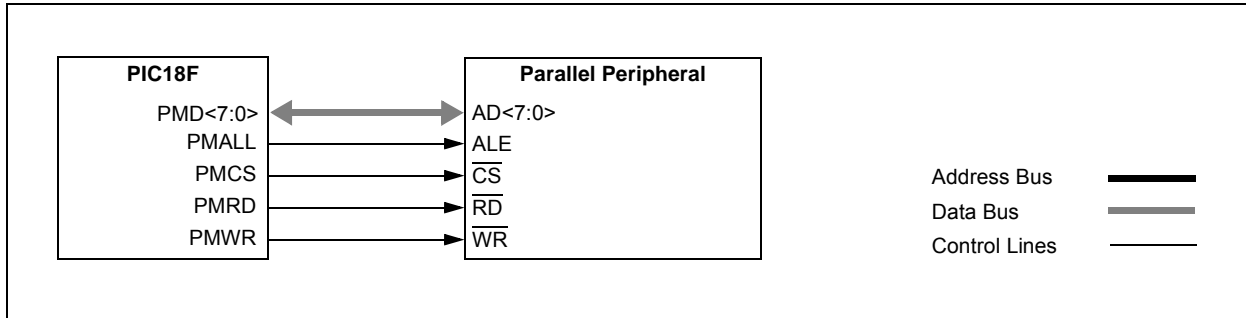 PIC18F
PMD<7:0>
PMALL
PMCS
PMRD
PMWR
Parallel Peripheral
AD<7:0>
ALE
CS
RD
WR
Address Bus
Data Bus
Control Lines